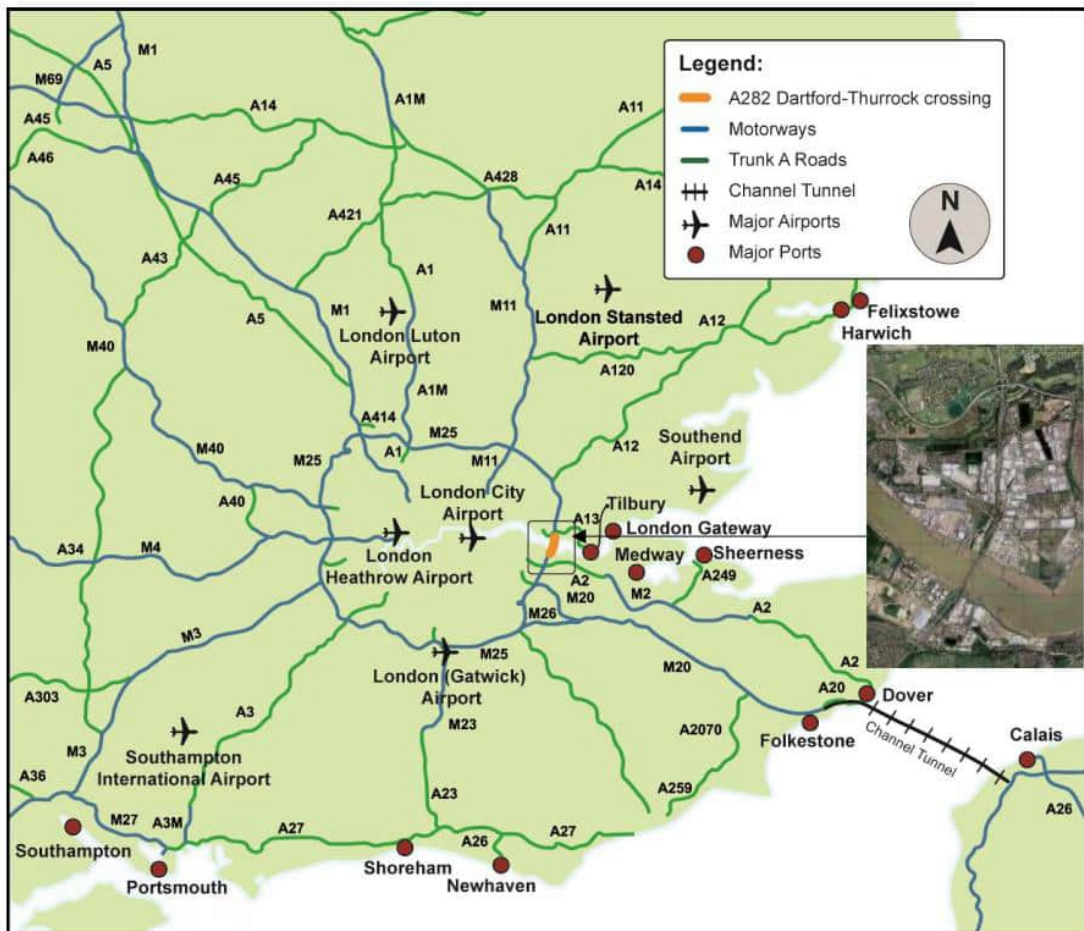 Legend:
A282 Dartford-Thurrock crossing
Motorways
Trunk A Roads
Channel Tunnel
Major Airports
Major Ports
N
M1
A5
M69
A45
A46
A14
A1M
A11
A428
A14
A45
A421
A11
A43
A1
M1
A5
M11
London Luton
Airport
London Stansted
Airport
A12
Felixstowe
Harwich
M40
A120
A1M
A414
M25
A1
M11
A12
Southend
Airport
M40
M25
A40
London City
Airport
Tilbury
A13
London Gateway
A34
M4
London
Heathrow Airport
Medway
Sheerness
A2
M20
M2
A249
A2
M26
M3
M25
M20
A2
London (Gatwick)
Airport
A303
A3
A20
Dover
M23
A2070
Folkestone
Channel Tunnel
Calais
M3
Southampton
International Airport
A36
A259
A26
A23
M27
A3M
A27
A26
A27
Southampton
Portsmouth
Shoreham
Newhaven